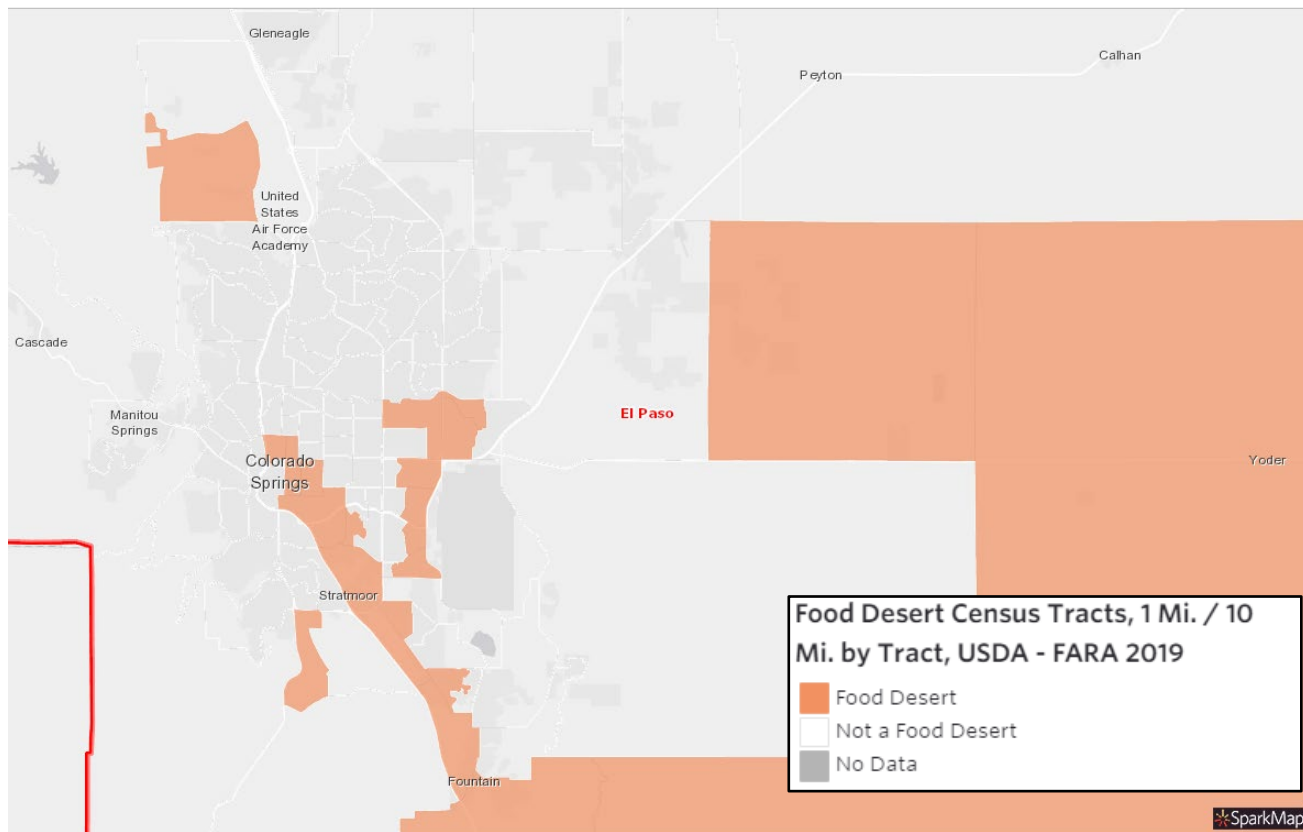 Gleneagle
Calhan
Peyton
United
States
Air Force
Academy
Cascade
Manitou
Springs
El Paso
Colorado
Springs
Yoder
Stratmoor
Fountain
Food Desert Census Tracts, 1 Mi. / 10
Mi. by Tract, USDA - FARA 2019
Food Desert
Not a Food Desert
No Data
SparkMap